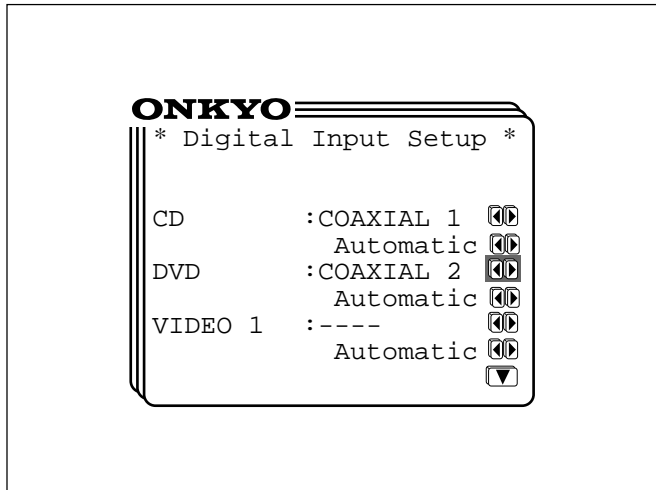 ONKYO
* Digital Input Setup *
CD :COAXIAL 1
Automatic
DVD :COAXIAL 2
Automatic
VIDEO 1 :----
Automatic